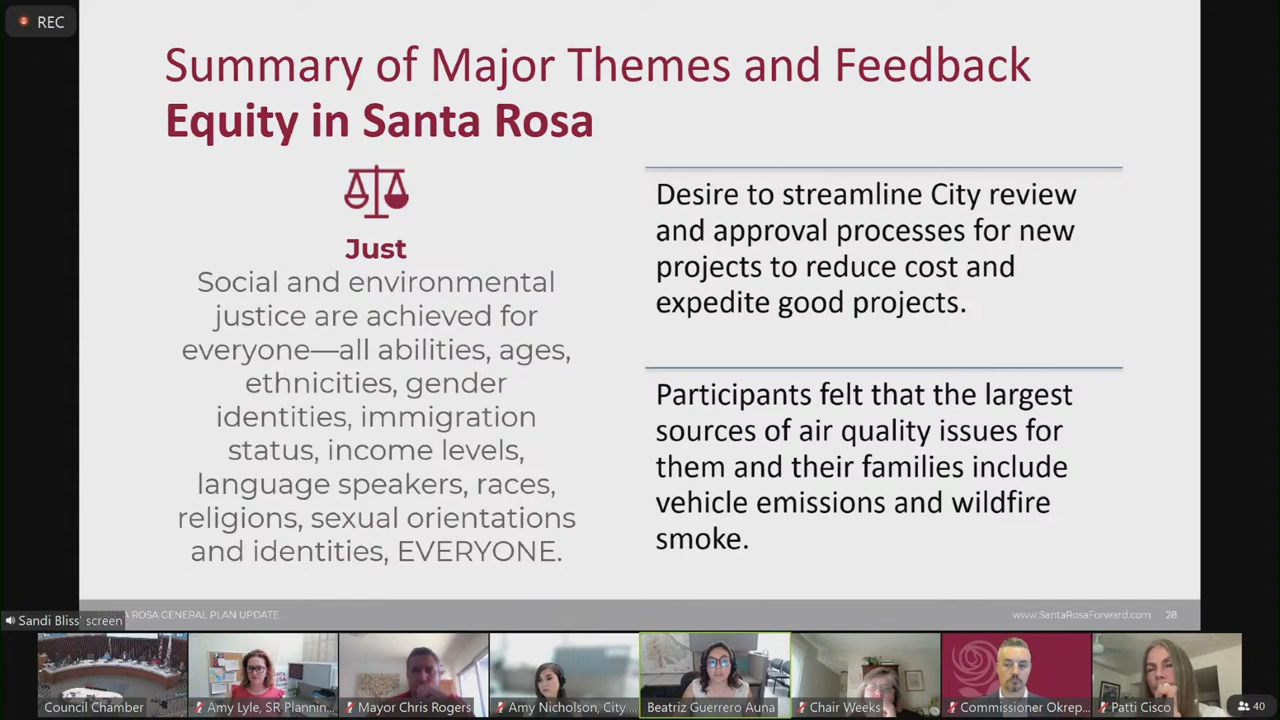 REC
Summary of Major Themes and Feedback
Equity in Santa Rosa
Just
Social and environmental
justice are achieved for
everyone—all abilities, ages,
ethnicities, gender
identities, immigration
status, income levels,
language speakers, races,
religions, sexual orientations
and identities, EVERYONE.
Desire to streamline City review
and approval processes for new
projects to reduce cost and
expedite good projects.
Participants felt that the largest
sources of air quality issues for
them and their families include
vehicle emissions and wildfire
smoke.
ROSA GENERAL PLAN UPDATE
www.SantaRosaForward.com 28
Sandi Bliss' screen
Council Chamber
Amy Lyle, SR Plannin...
Mayor Chris Rogers
Amy Nicholson, City ...
Beatriz Guerrero Auna
Chair Weeks
Commissioner Okrep...
Patti Cisco
40